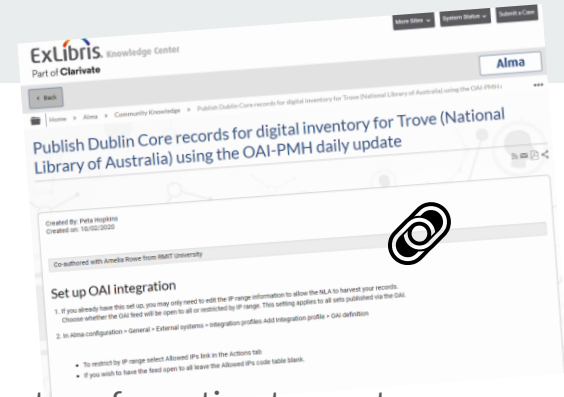 More Sites
System Status
Submit a Case
ExLibris. Knowledge Center
Part of Clarivate
Alma
< Back
Home > Alma > Community Knowledge > Publish Dublin Core records for digital inventory for Trove (National Library of Australia) using the OAI-PMH
Publish Dublin Core records for digital inventory for Trove (National
Library of Australia) using the OAI-PMH daily update
Created By: Peta Hopkins
Created on: 10/02/2020
Co-authored with Amelia Rowe from RMIT University
Set up OAI integration
1. If you already have this set up, you may only need to edit the IP range information to allow the NLA to harvest your records.
Choose whether the OAI feed will be open to all or restricted by IP range. This setting applies to all sets published via the OAI.
2. In Alma configuration > General > External systems > Integration profiles Add Integration profile > OAI definition
• To restrict by IP range select Allowed IPs link in the Actions tab
• If you wish to have the feed open to all leave the Allowed IPs code table blank.